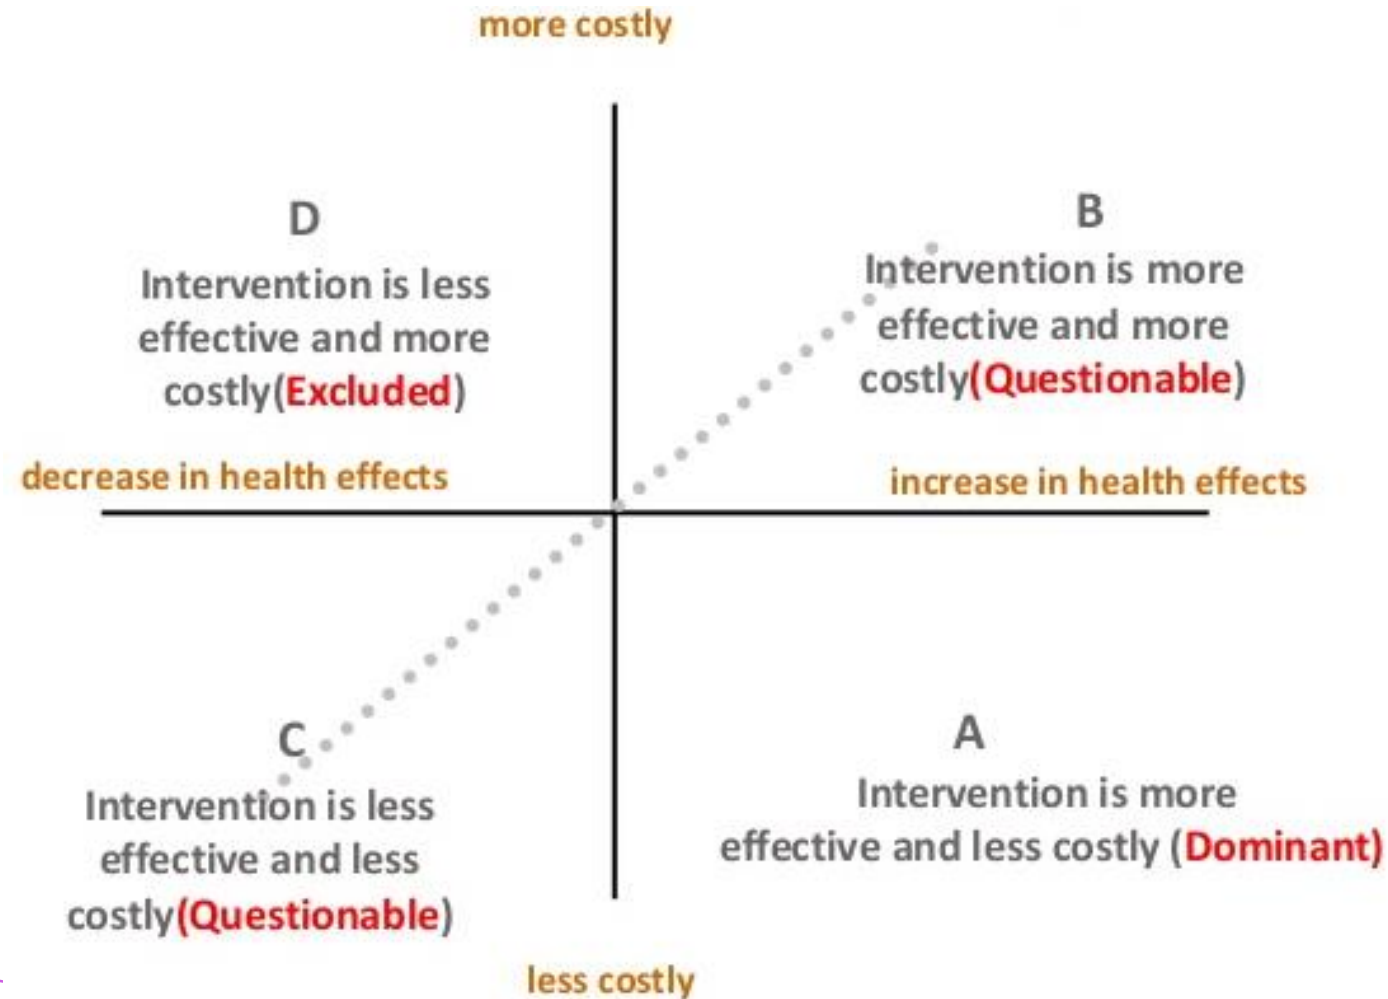 more costly
D
Intervention is less
effective and more
costly(Excluded)
B
Intervention is more
effective and more
costly(Questionable)
decrease in health effects
increase in health effects
C
Intervention is less
effective and less
costly(Questionable)
A
Intervention is more
effective and less costly (Dominant)
less costly